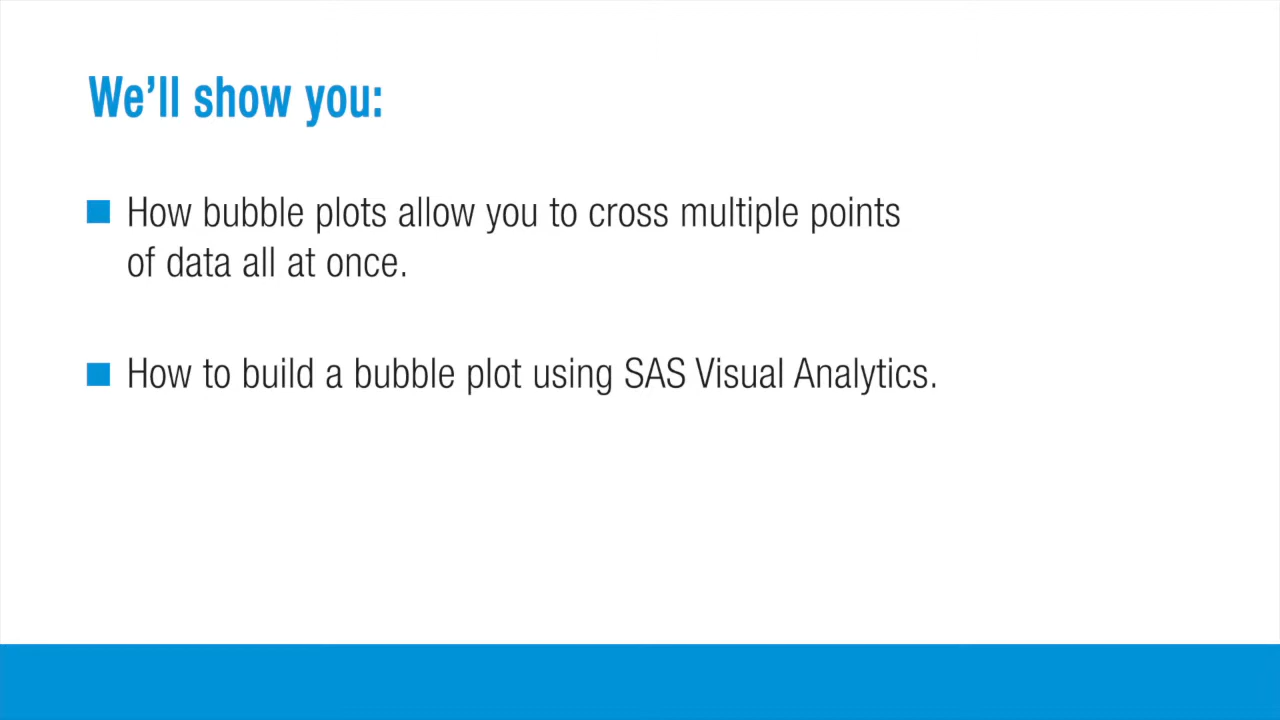 We’ll show you:
How bubble plots allow you to cross multiple points
of data all at once.
How to build a bubble plot using SAS Visual Analytics.